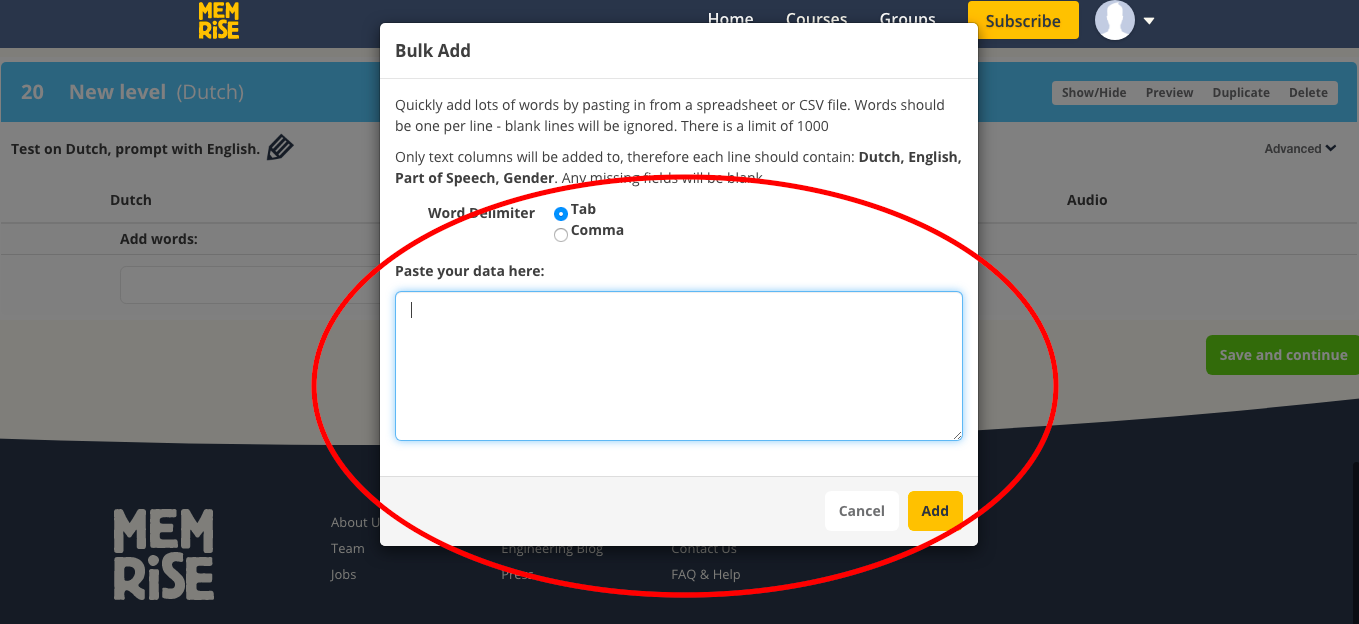 MEM
RiSE
Home Courses Groups Subscribe
Bulk Add
20 New level (Dutch)
Show/Hide Preview Duplicate Delete
Quickly add lots of words by pasting in from a spreadsheet or CSV file. Words should
be one per line - blank lines will be ignored. There is a limit of 1000
Test on Dutch, prompt with English.
Advanced
Only text columns will be added to, therefore each line should contain: Dutch, English,
Part of Speech, Gender. Any missing fields will be blank.
Dutch
Audio
Word Delimiter
Tab
Comma
Add words:
Paste your data here:
Save and continue
Cancel Add
MEM
RiSE
About U
Team
Jobs
Engineering Blog
Press
Contact Us
FAQ & Help